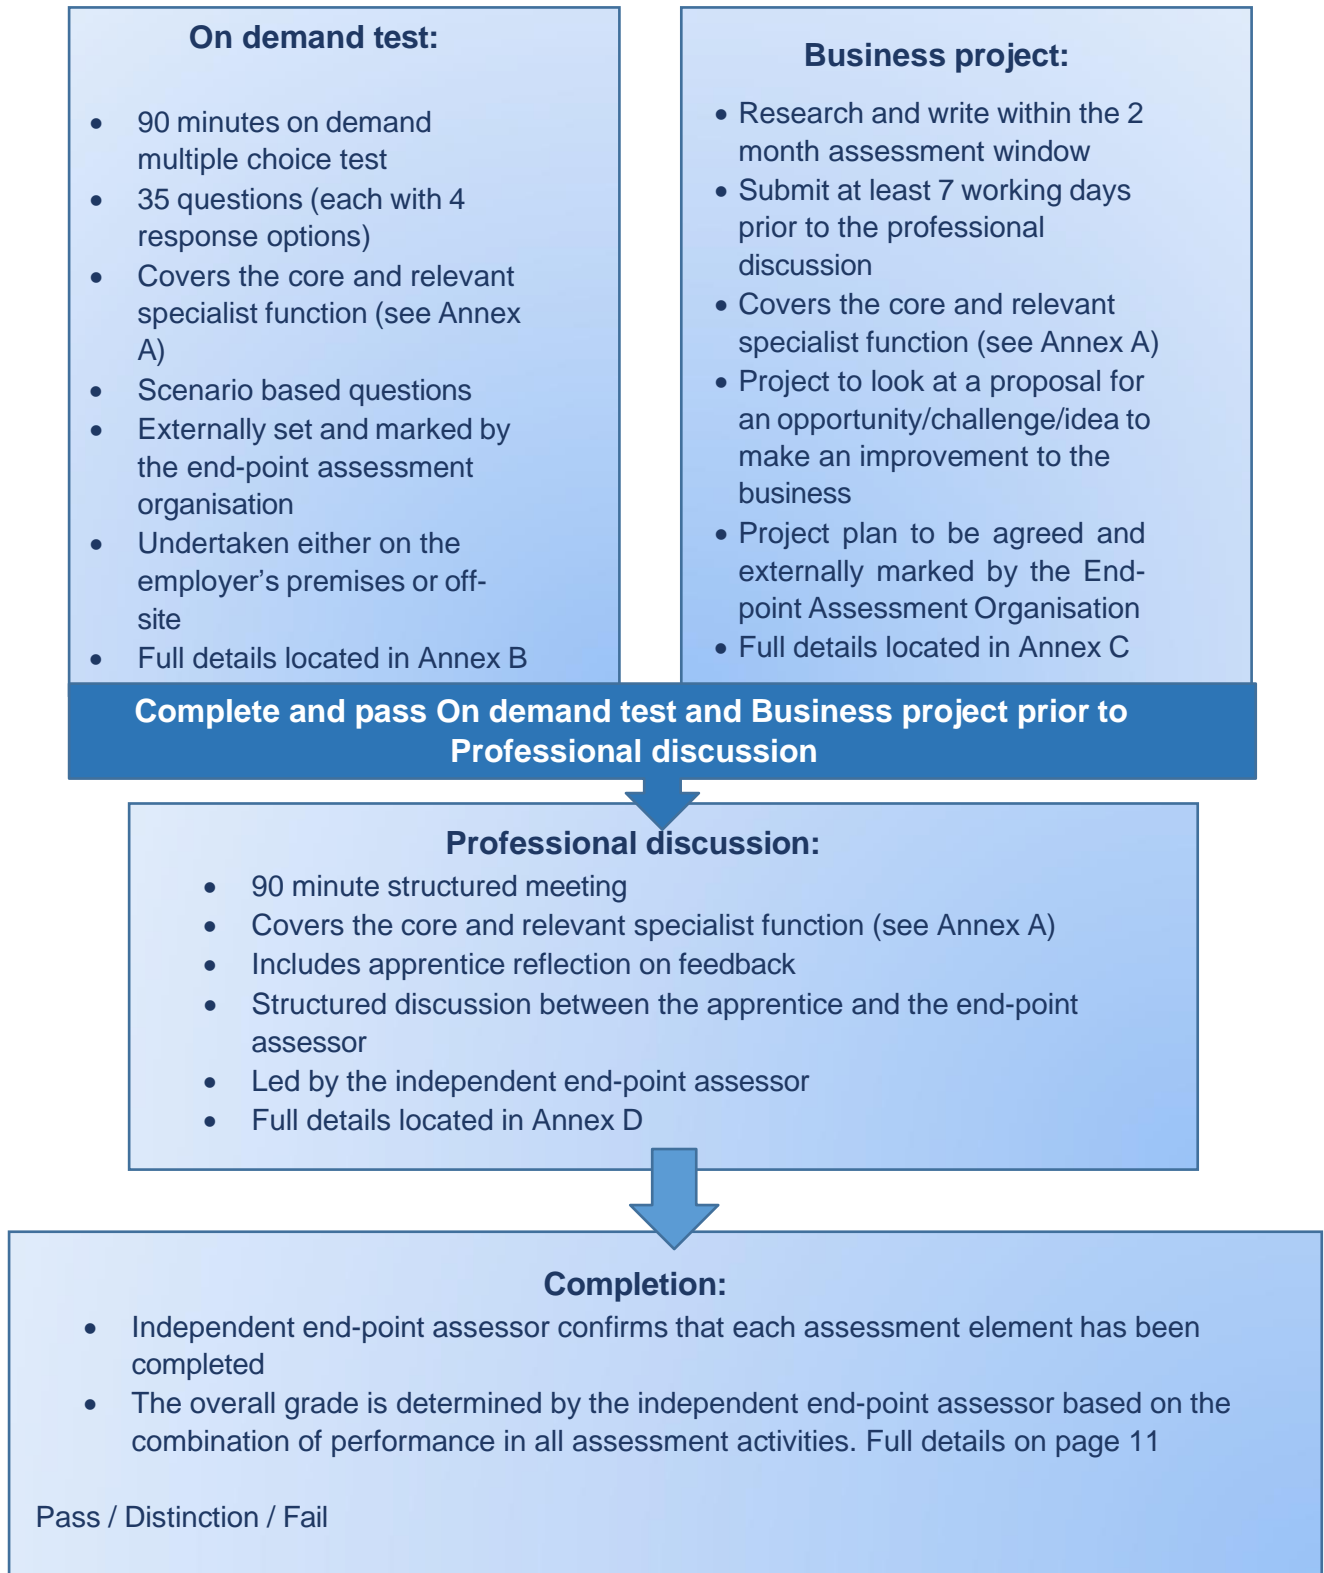 On demand test:
• 90 minutes on demand
multiple choice test
• 35 questions (each with 4
response options)
• Covers the core and relevant
specialist function (see Annex
A)
• Scenario based questions
• Externally set and marked by
the end-point assessment
organisation
• Undertaken either on the
employer’s premises or off-
site
• Full details located in Annex B
Business project:
• Research and write within the 2
month assessment window
• Submit at least 7 working days
prior to the professional
discussion
• Covers the core and relevant
specialist function (see Annex A)
• Project to look at a proposal for
an opportunity/challenge/idea to
make an improvement to the
business
• Project plan to be agreed and
externally marked by the End-
point Assessment Organisation
• Full details located in Annex C
Complete and pass On demand test and Business project prior to
Professional discussion
Professional discussion:
• 90 minute structured meeting
• Covers the core and relevant specialist function (see Annex A)
• Includes apprentice reflection on feedback
• Structured discussion between the apprentice and the end-point
assessor
• Led by the independent end-point assessor
• Full details located in Annex D
Completion:
• Independent end-point assessor confirms that each assessment element has been
completed
• The overall grade is determined by the independent end-point assessor based on the
combination of performance in all assessment activities. Full details on page 11
Pass / Distinction / Fail